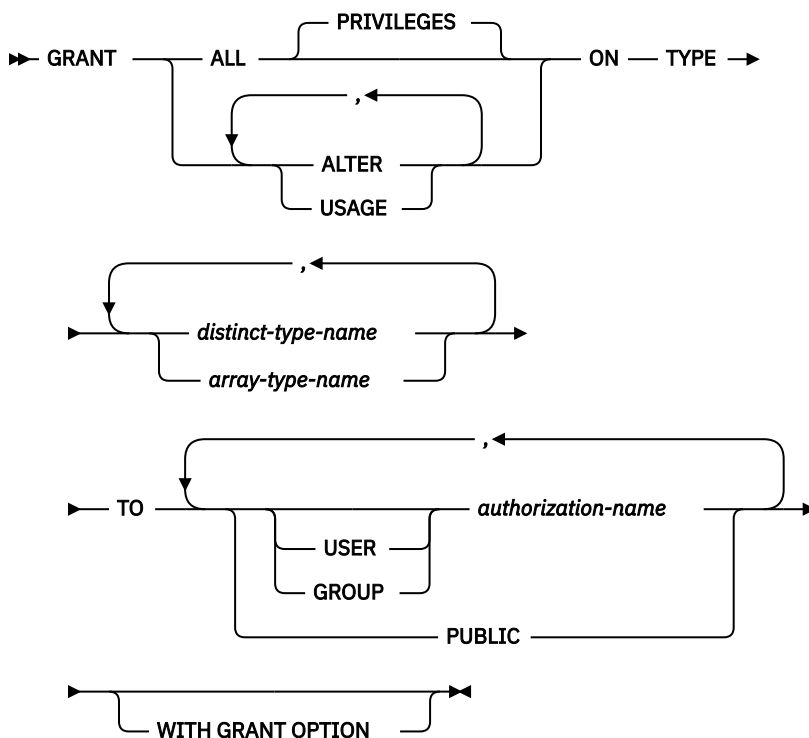 PRIVILEGES
GRANT ALL ON TYPE
,
ALTER
USAGE
,
distinct-type-name
array-type-name
,
TO authorization-name
USER
GROUP
PUBLIC
WITH GRANT OPTION